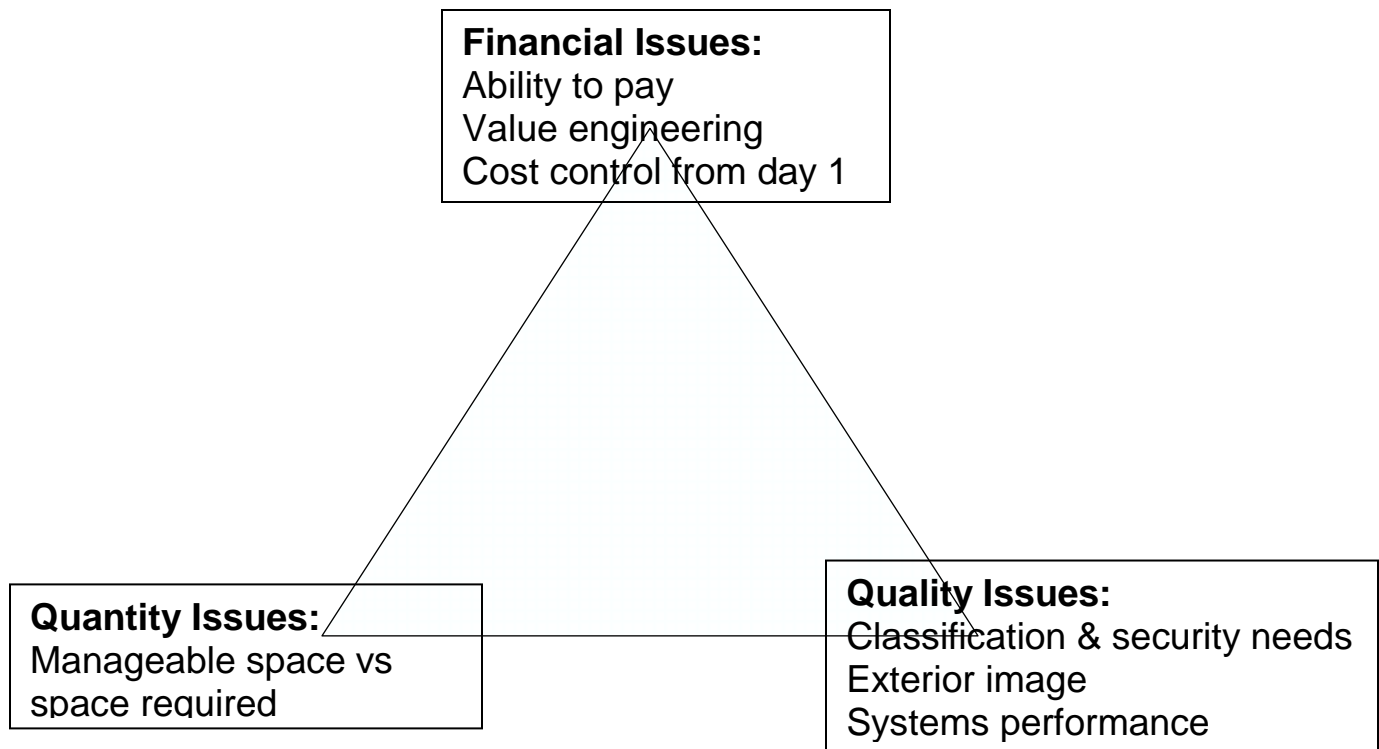 Financial Issues:
Ability to pay
Value engineering
Cost control from day 1
Quantity Issues:
Manageable space vs
space required
Quality Issues:
Classification & security needs
Exterior image
Systems performance